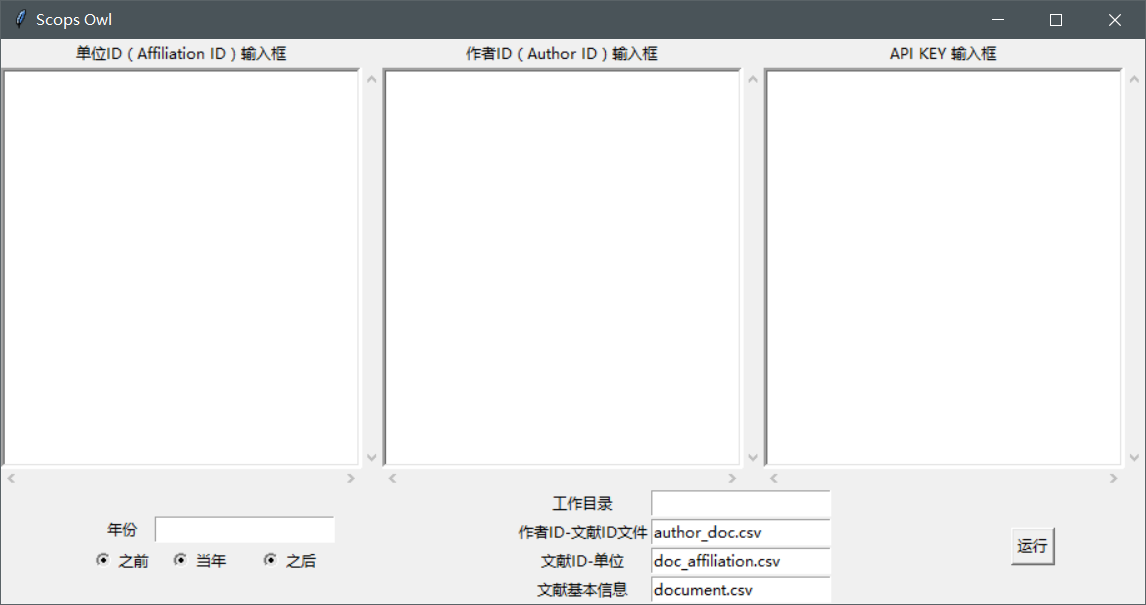 Scops Owl
单位ID（Affiliation ID）输入框
作者ID（Author ID）输入框
API KEY 输入框
年份
之前 当年 之后
工作目录
作者ID-文献ID文件 author_doc.csv
文献ID-单位 doc_affiliation.csv
文献基本信息 document.csv
运行